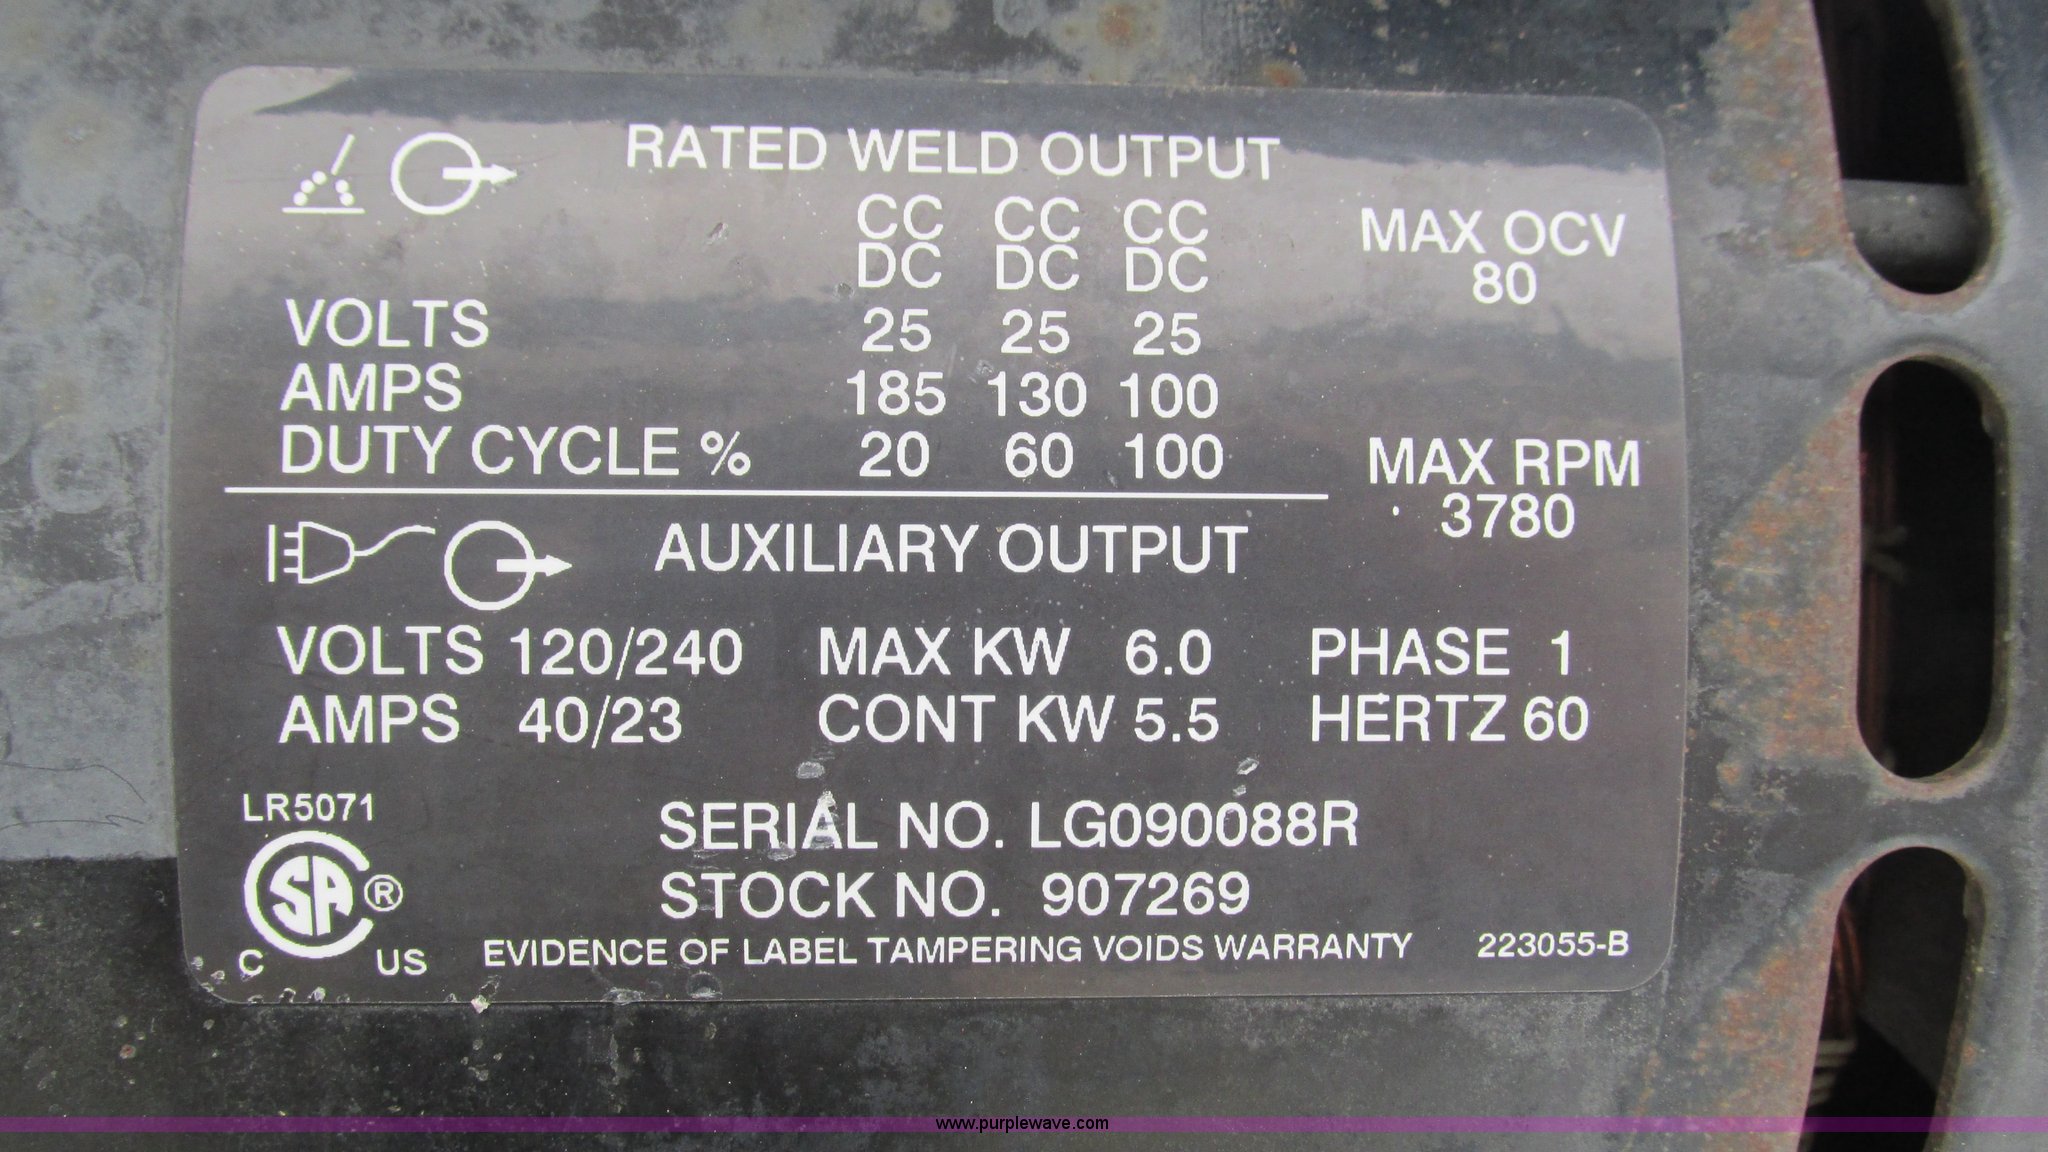 RATED WELD OUTPUT
CC CC CC
DC DC DC
MAX OCV
80
VOLTS 25 25 25
AMPS 185 130 100
DUTY CYCLE % 20 60 100
MAX RPM
3780
AUXILIARY OUTPUT
VOLTS 120/240 MAX KW 6.0 PHASE 1
AMPS 40/23 CONT KW 5.5 HERTZ 60
LR5071
SERIAL NO. LG090088R
SA ®
STOCK NO. 907269
C US
EVIDENCE OF LABEL TAMPERING VOIDS WARRANTY 223055-B
www.purplewave.com